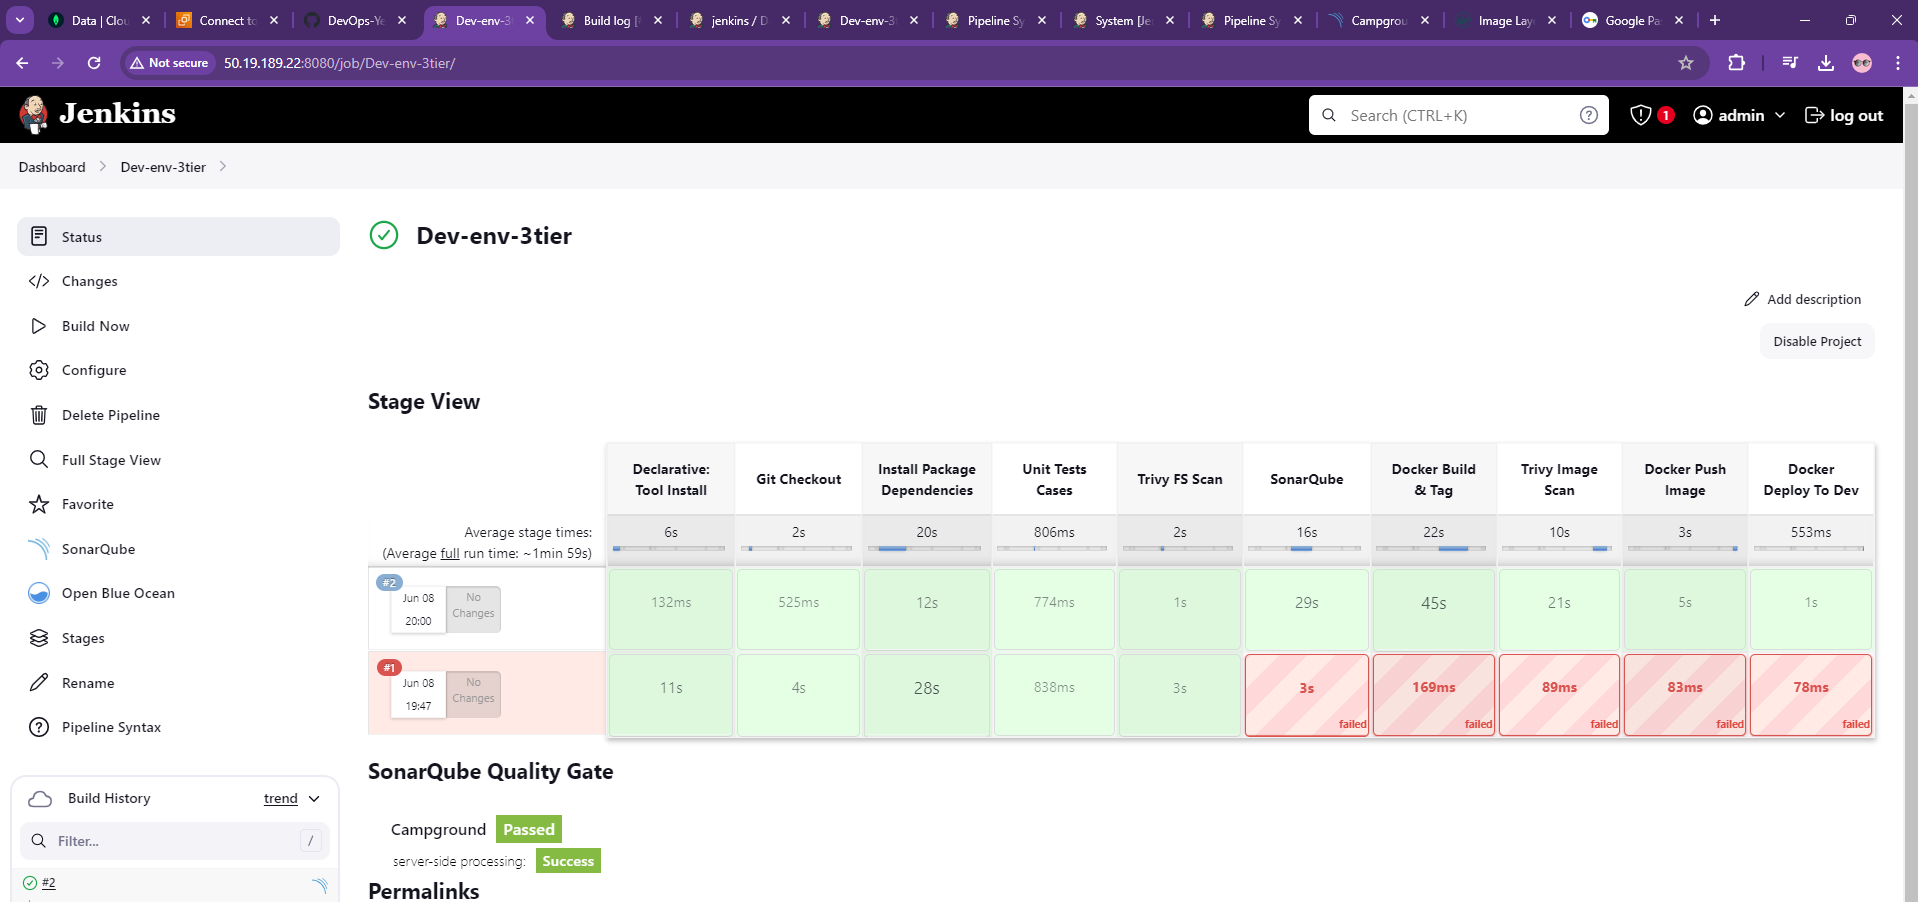 Data | Clou
Connect to
DevOps-Ye
Dev-env-3
Build log [
jenkins / D
Dev-env-3
Pipeline Sy
System [Je
Pipeline Sy
Campgrou
Image Lay
Google Pa
Not secure
50.19.189.22:8080/job/Dev-env-3tier/
Jenkins
Search (CTRL+K)
?
1
admin
log out
Dashboard
Dev-env-3tier
Status
Changes
Build Now
Configure
Delete Pipeline
Full Stage View
Favorite
SonarQube
Open Blue Ocean
Stages
Rename
Pipeline Syntax
Build History
trend
Filter...
/
#2
Dev-env-3tier
Add description
Disable Project
Stage View
Declarative:
Tool Install
Git Checkout
Install Package
Dependencies
Unit Tests
Cases
Trivy FS Scan
SonarQube
Docker Build
& Tag
Trivy Image
Scan
Docker Push
Image
Docker
Deploy To Dev
Average stage times:
(Average full run time: ~1min 59s)
6s
2s
20s
806ms
2s
16s
22s
10s
3s
553ms
#2
Jun 08
20:00
No
Changes
132ms
525ms
12s
774ms
1s
29s
45s
21s
5s
1s
#1
Jun 08
19:47
No
Changes
11s
4s
28s
838ms
3s
3s
failed
169ms
failed
89ms
failed
83ms
failed
78ms
failed
SonarQube Quality Gate
Campground Passed
server-side processing: Success
Permalinks